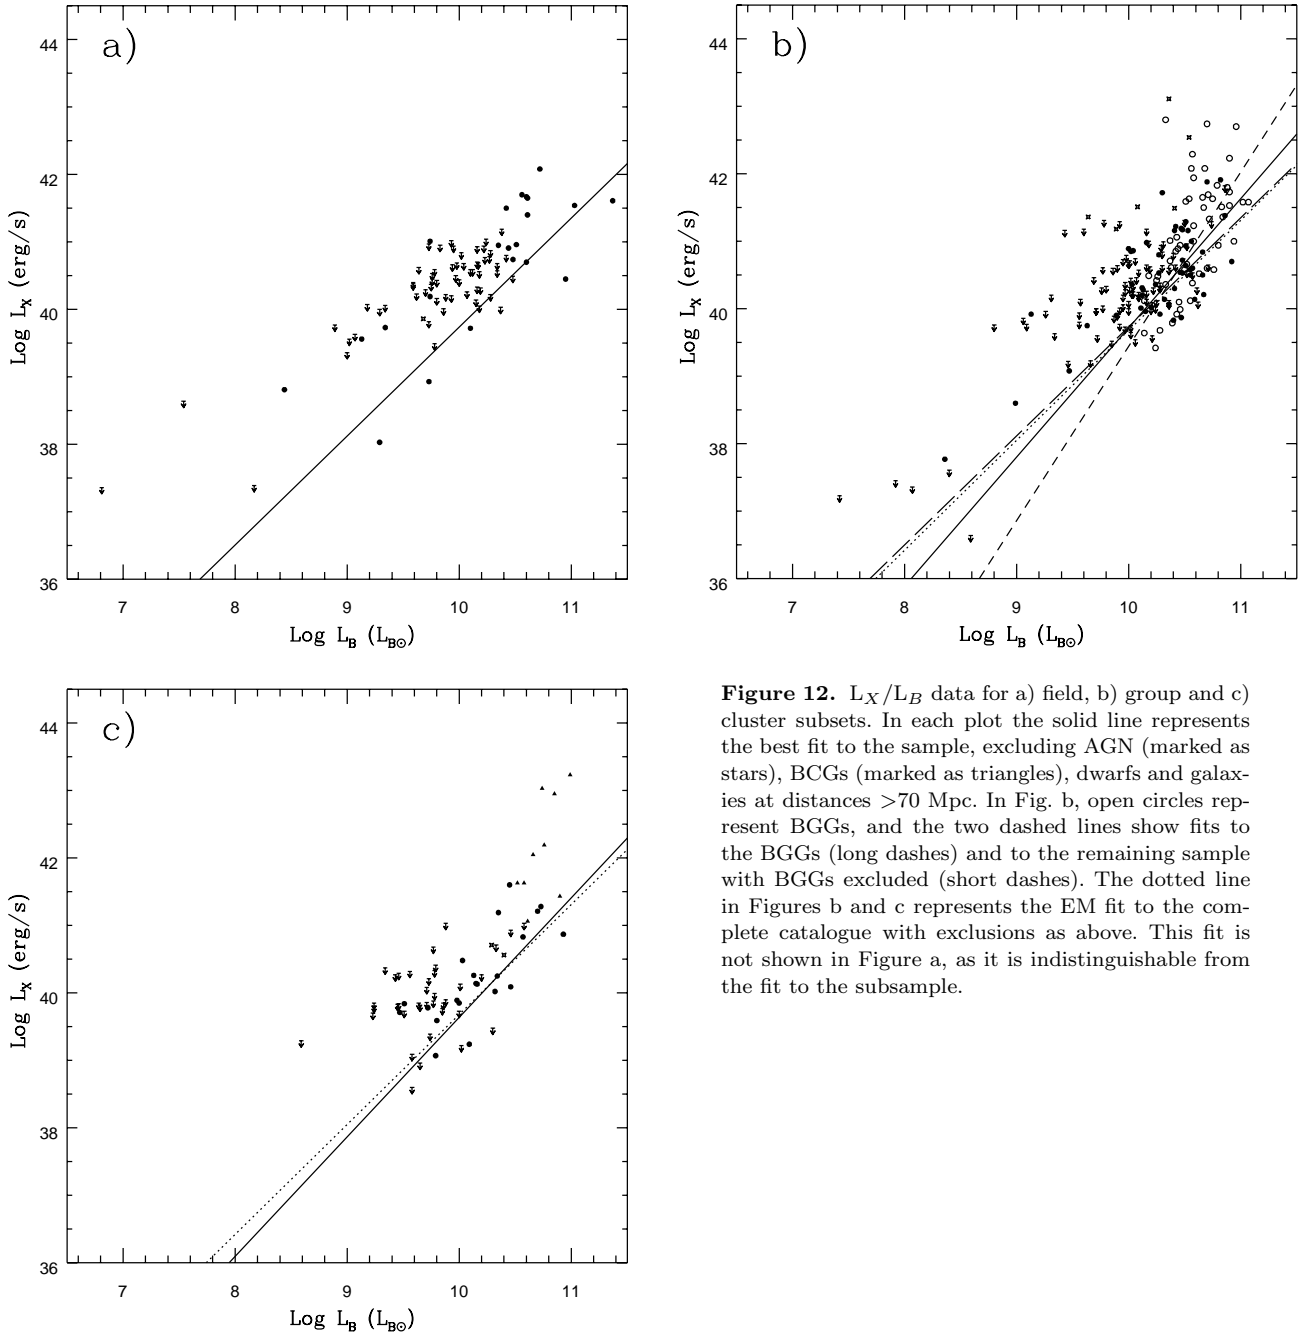 a)
44
42
40
38
36
Log L_X (erg/s)
7
8
9
10
11
Log L_B (L_B⊙)
b)
44
42
40
38
36
Log L_X (erg/s)
7
8
9
10
11
Log L_B (L_B⊙)
c)
44
42
40
38
36
Log L_X (erg/s)
7
8
9
10
11
Log L_B (L_B⊙)
Figure 12. L_X/L_B data for a) field, b) group and c)
cluster subsets. In each plot the solid line represents
the best fit to the sample, excluding AGN (marked as
stars), BCGs (marked as triangles), dwarfs and galax-
ies at distances >70 Mpc. In Fig. b, open circles rep-
resent BGGs, and the two dashed lines show fits to
the BGGs (long dashes) and to the remaining sample
with BGGs excluded (short dashes). The dotted line
in Figures b and c represents the EM fit to the com-
plete catalogue with exclusions as above. This fit is
not shown in Figure a, as it is indistinguishable from
the fit to the subsample.